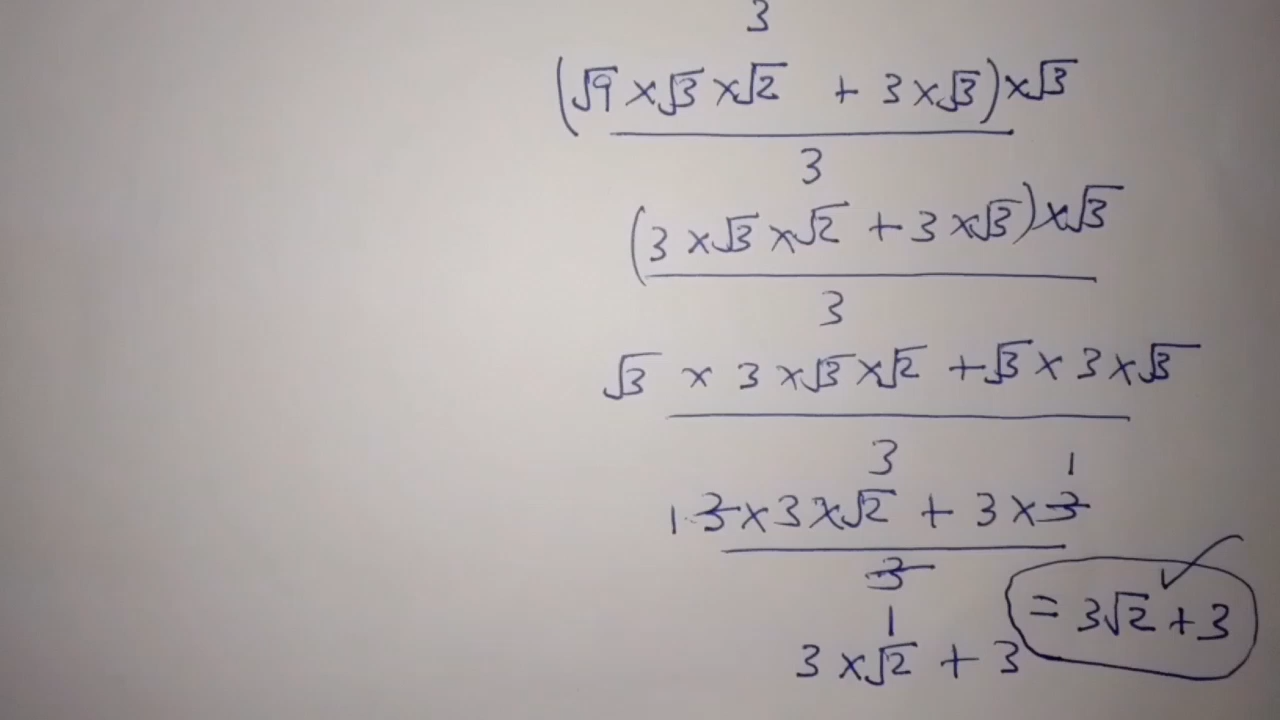 3
(√9 × √3 × √2 + 3 × √3) × √3
3
(3 × √3 × √2 + 3 × √3) × √3
3
√3 × 3 × √3 × √2 + √3 × 3 × √3
3
1
1 3 × 3 × √2 + 3 × 3
3
1
= 3√2 + 3
3 × √2 + 3